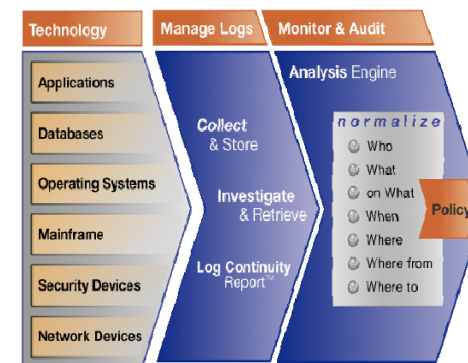 Technology
Manage Logs
Monitor & Audit
Applications
Databases
Operating Systems
Mainframe
Security Devices
Network Devices
Collect
& Store
Investigate
& Retrieve
Log Continuity
Report™
Analysis Engine
normalize
Who
What
on What
When
Where
Where from
Where to
Policy